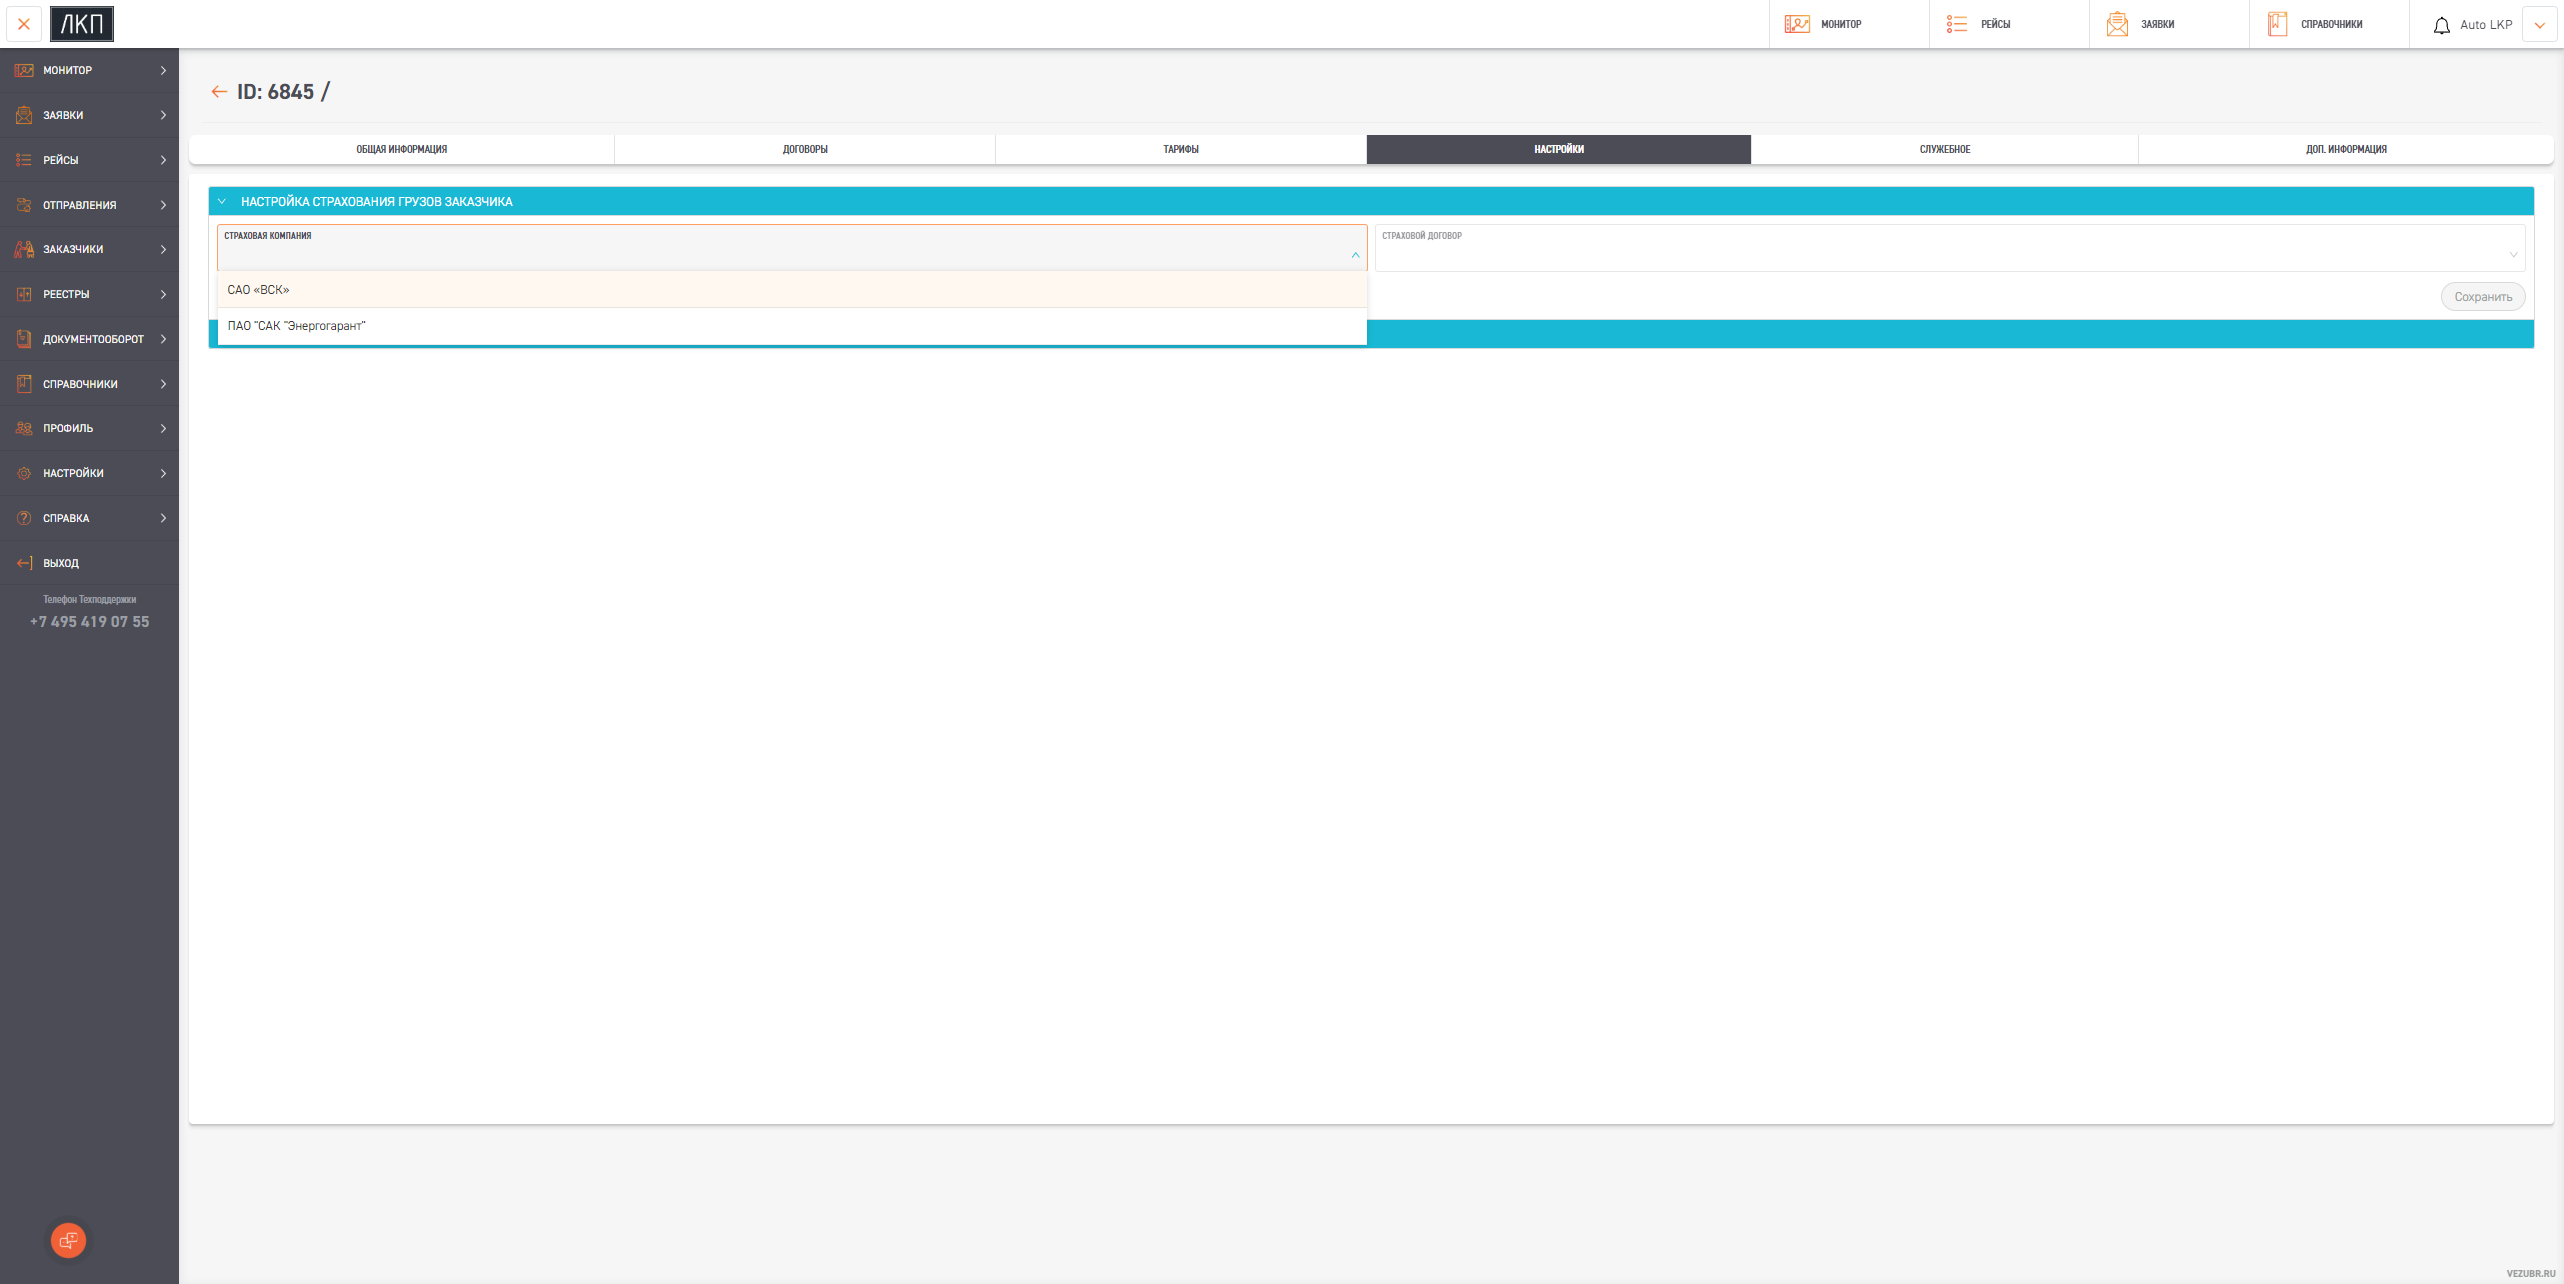 ЛКП
МОНИТОР
РЕЙСЫ
ЗАЯВКИ
СПРАВОЧНИКИ
Auto LKP
МОНИТОР
ЗАЯВКИ
РЕЙСЫ
ОТПРАВЛЕНИЯ
ЗАКАЗЧИКИ
РЕЕСТРЫ
ДОКУМЕНТООБОРОТ
СПРАВОЧНИКИ
ПРОФИЛЬ
НАСТРОЙКИ
СПРАВКА
ВЫХОД
Телефон Техподдержки
+7 495 419 07 55
ID: 6845 /
ОБЩАЯ ИНФОРМАЦИЯ
ДОГОВОРЫ
ТАРИФЫ
НАСТРОЙКИ
СЛУЖЕБНОЕ
ДОП. ИНФОРМАЦИЯ
НАСТРОЙКА СТРАХОВАНИЯ ГРУЗОВ ЗАКАЗЧИКА
СТРАХОВАЯ КОМПАНИЯ
СТРАХОВОЙ ДОГОВОР
САО «ВСК»
ПАО "САК "Энергогарант"
Сохранить
VEZUBR.RU